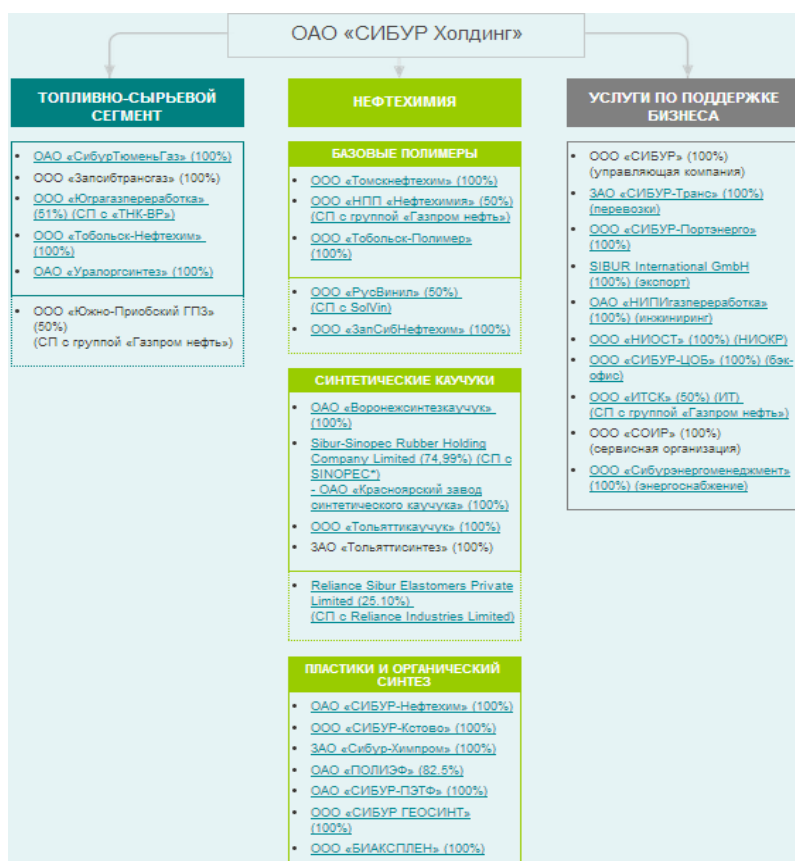 ОАО «СИБУР Холдинг»
ТОПЛИВНО-СЫРЬЕВОЙ
СЕГМЕНТ
• ОАО «СибурТюменьГаз» (100%)
• ООО «Запсибтрансгаз» (100%)
• ООО «Юграгазпереработка»
(51%) (СП с «ТНК-ВР»)
• ООО «Тобольск-Нефтехим»
(100%)
• ОАО «Уралоргсинтез» (100%)
• ООО «Южно-Приобский ГПЗ»
(50%)
(СП с группой «Газпром нефть»)
НЕФТЕХИМИЯ
БАЗОВЫЕ ПОЛИМЕРЫ
• ООО «Томскнефтехим» (100%)
• ООО «НПП «Нефтехимия» (50%)
(СП с группой «Газпром нефть»)
• ООО «Тобольск-Полимер»
(100%)
• ООО «РусВинил» (50%)
(СП с SolVin)
• ООО «ЗапСибНефтехим» (100%)
СИНТЕТИЧЕСКИЕ КАУЧУКИ
• ОАО «Воронежсинтезкаучук»
(100%)
• Sibur-Sinopec Rubber Holding
Company Limited (74,99%) (СП с
SINOPEC*)
- ОАО «Красноярский завод
синтетического каучука» (100%)
• ООО «Тольяттикаучук» (100%)
• ЗАО «Тольяттисинтез» (100%)
• Reliance Sibur Elastomers Private
Limited (25.10%)
(СП с Reliance Industries Limited)
ПЛАСТИКИ И ОРГАНИЧЕСКИЙ
СИНТЕЗ
• ОАО «СИБУР-Нефтехим» (100%)
• ООО «СИБУР-Кстово» (100%)
• ЗАО «Сибур-Химпром» (100%)
• ОАО «ПОЛИЭФ» (82.5%)
• ОАО «СИБУР-ПЭТФ» (100%)
• ООО «СИБУР ГЕОСИНТ»
(100%)
• ООО «БИАКСПЛЕН» (100%)
УСЛУГИ ПО ПОДДЕРЖКЕ
БИЗНЕСА
• ООО «СИБУР» (100%)
(управляющая компания)
• ЗАО «СИБУР-Транс» (100%)
(перевозки)
• ООО «СИБУР-Портэнерго»
(100%)
• SIBUR International GmbH
(100%) (экспорт)
• ОАО «НИПИгазпереработка»
(100%) (инжиниринг)
• ООО «НИОСТ» (100%) (НИОКР)
• ООО «СИБУР-ЦОБ» (100%) (бэк-
офис)
• ООО «ИТСК» (50%) (ИТ)
(СП с группой «Газпром нефть»)
• ООО «СОИР» (100%)
(сервисная организация)
• ООО «Сибурэнергоменеджмент»
(100%) (энергоснабжение)